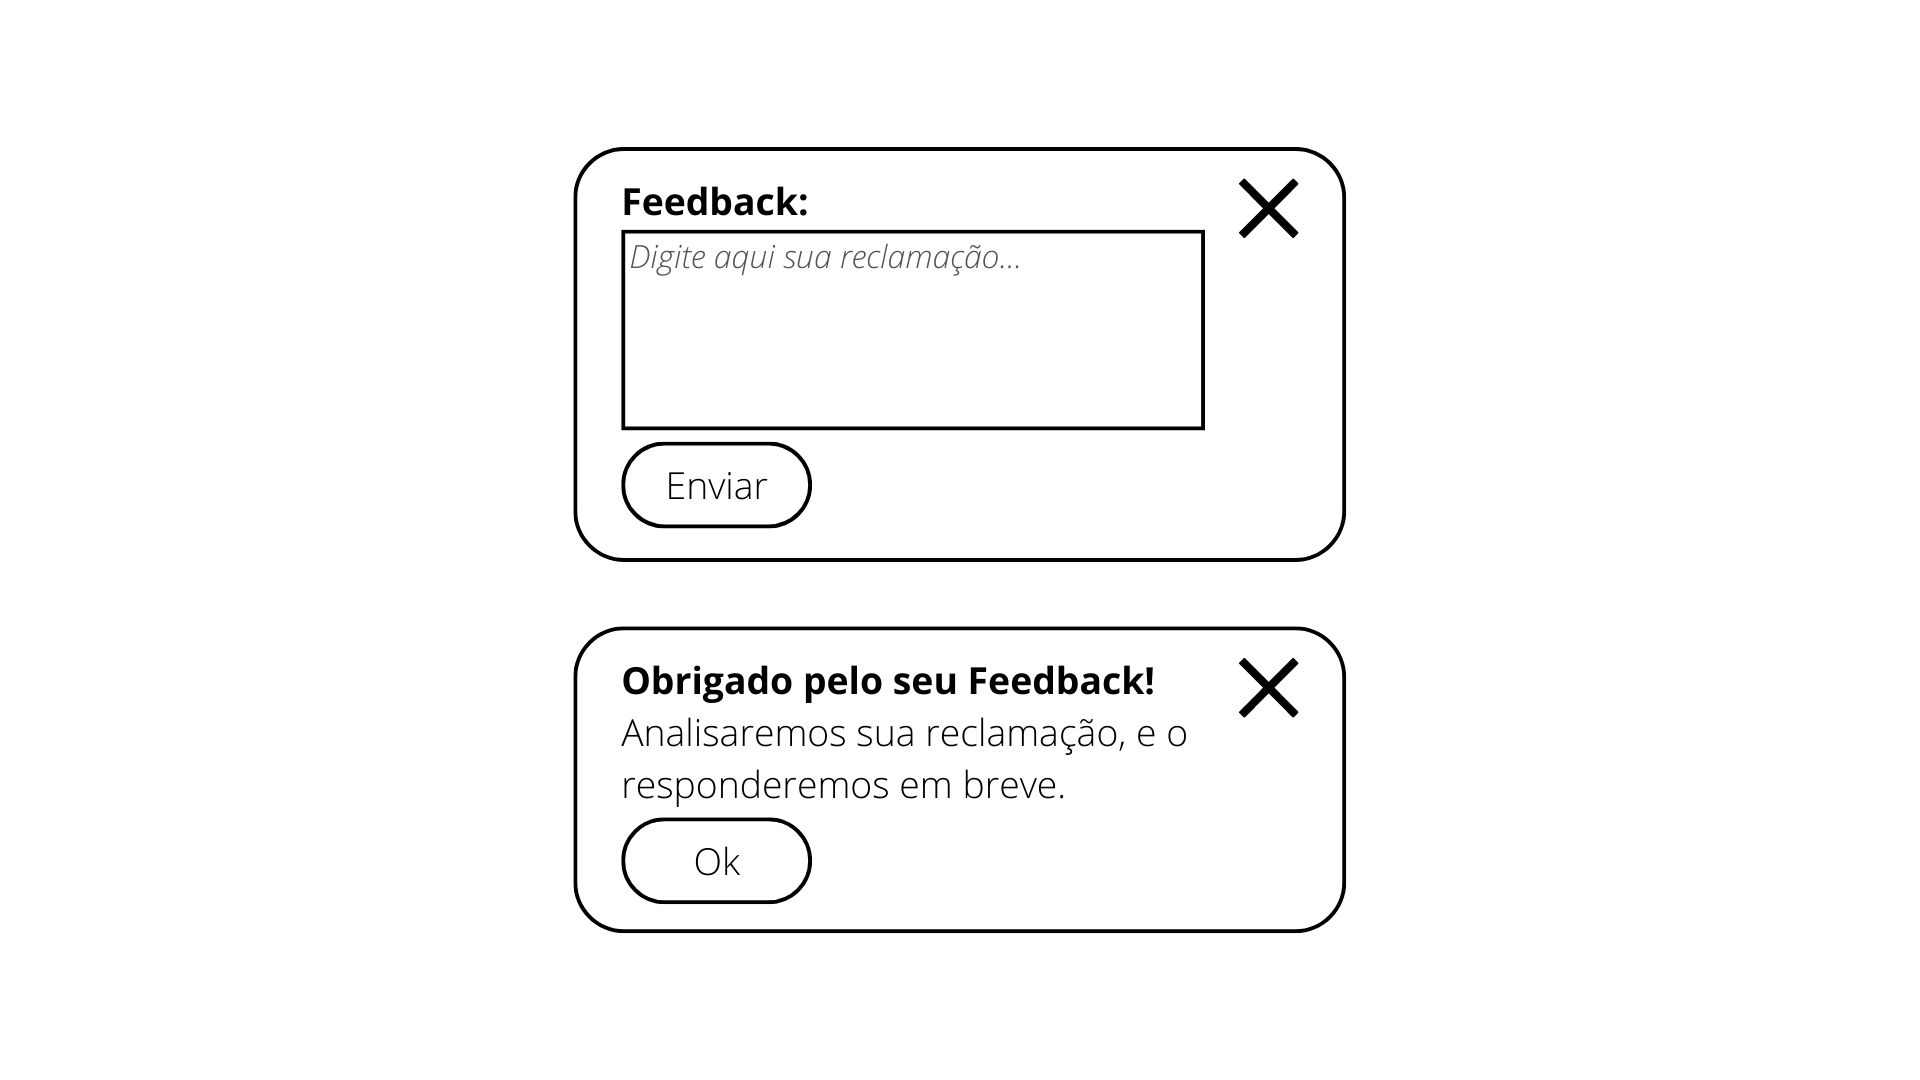 Feedback:
Digite aqui sua reclamação...
Enviar
Obrigado pelo seu Feedback!
Analisaremos sua reclamação, e o
responderemos em breve.
Ok